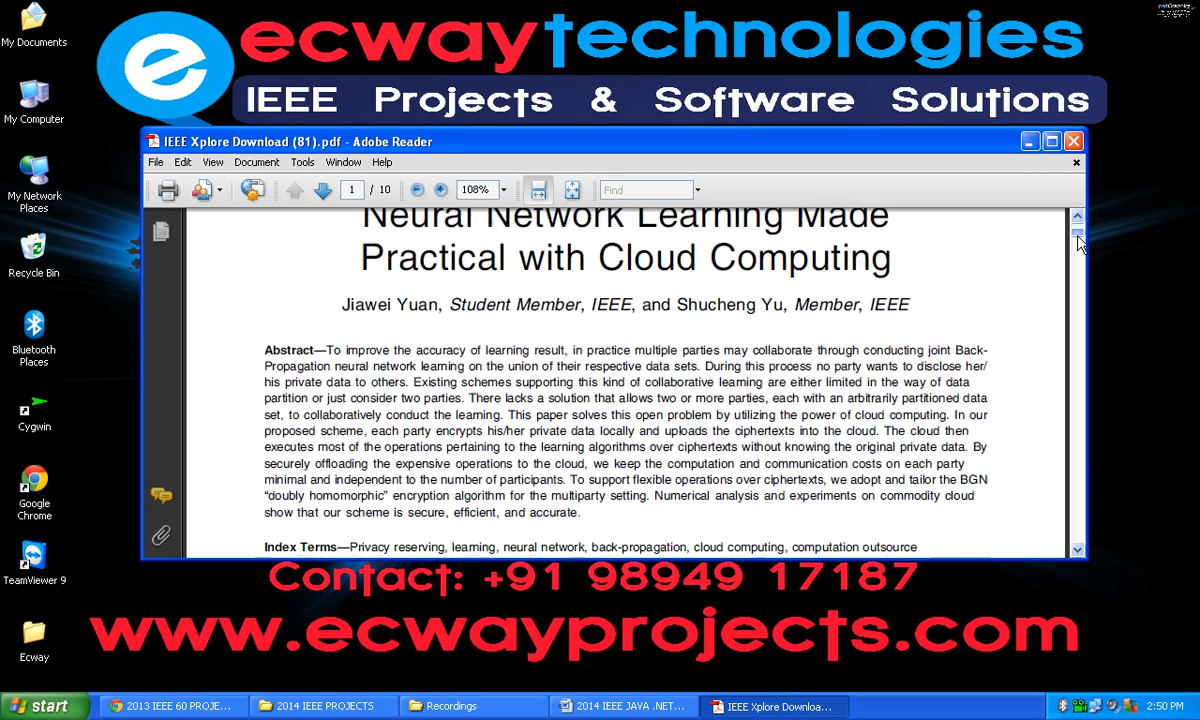 My Documents
My Computer
My Network
Places
Recycle Bin
Bluetooth
Places
Cygwin
Google
Chrome
TeamViewer 9
Ecway
e ecwaytechnologies
IEEE Projects & Software Solutions
IEEE Xplore Download (81).pdf - Adobe Reader
File Edit View Document Tools Window Help
1 / 10 108% Find
Neural Network Learning Made
Practical with Cloud Computing
Jiawei Yuan, Student Member, IEEE, and Shucheng Yu, Member, IEEE
Abstract—To improve the accuracy of learning result, in practice multiple parties may collaborate through conducting joint Back-
Propagation neural network learning on the union of their respective data sets. During this process no party wants to disclose her/
his private data to others. Existing schemes supporting this kind of collaborative learning are either limited in the way of data
partition or just consider two parties. There lacks a solution that allows two or more parties, each with an arbitrarily partitioned data
set, to collaboratively conduct the learning. This paper solves this open problem by utilizing the power of cloud computing. In our
proposed scheme, each party encrypts his/her private data locally and uploads the ciphertexts into the cloud. The cloud then
executes most of the operations pertaining to the learning algorithms over ciphertexts without knowing the original private data. By
securely offloading the expensive operations to the cloud, we keep the computation and communication costs on each party
minimal and independent to the number of participants. To support flexible operations over ciphertexts, we adopt and tailor the BGN
“doubly homomorphic” encryption algorithm for the multiparty setting. Numerical analysis and experiments on commodity cloud
show that our scheme is secure, efficient, and accurate.
Index Terms—Privacy reserving, learning, neural network, back-propagation, cloud computing, computation outsource
Contact: +91 98949 17187
www.ecwayprojects.com
start 2013 IEEE 60 PROJE... 2014 IEEE PROJECTS Recordings 2014 IEEE JAVA .NET... IEEE Xplore Downloa... 2:50 PM